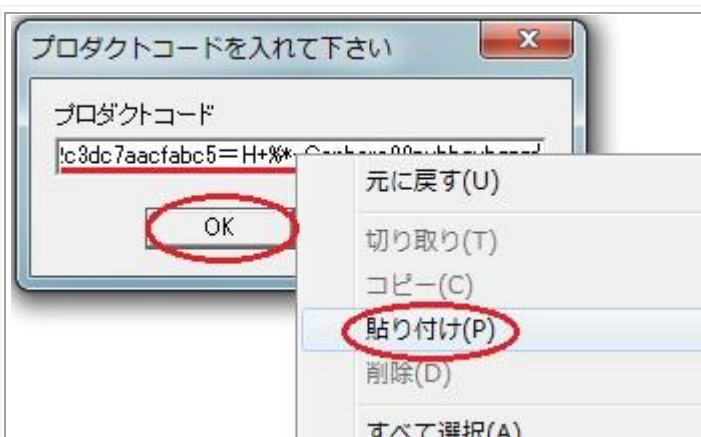 プロダクトコードを入れて下さい
プロダクトコード
c3dc7aacfabc5＝H+%*
OK
元に戻す(U)
切り取り(T)
コピー(C)
貼り付け(P)
削除(D)
すべて選択(A)